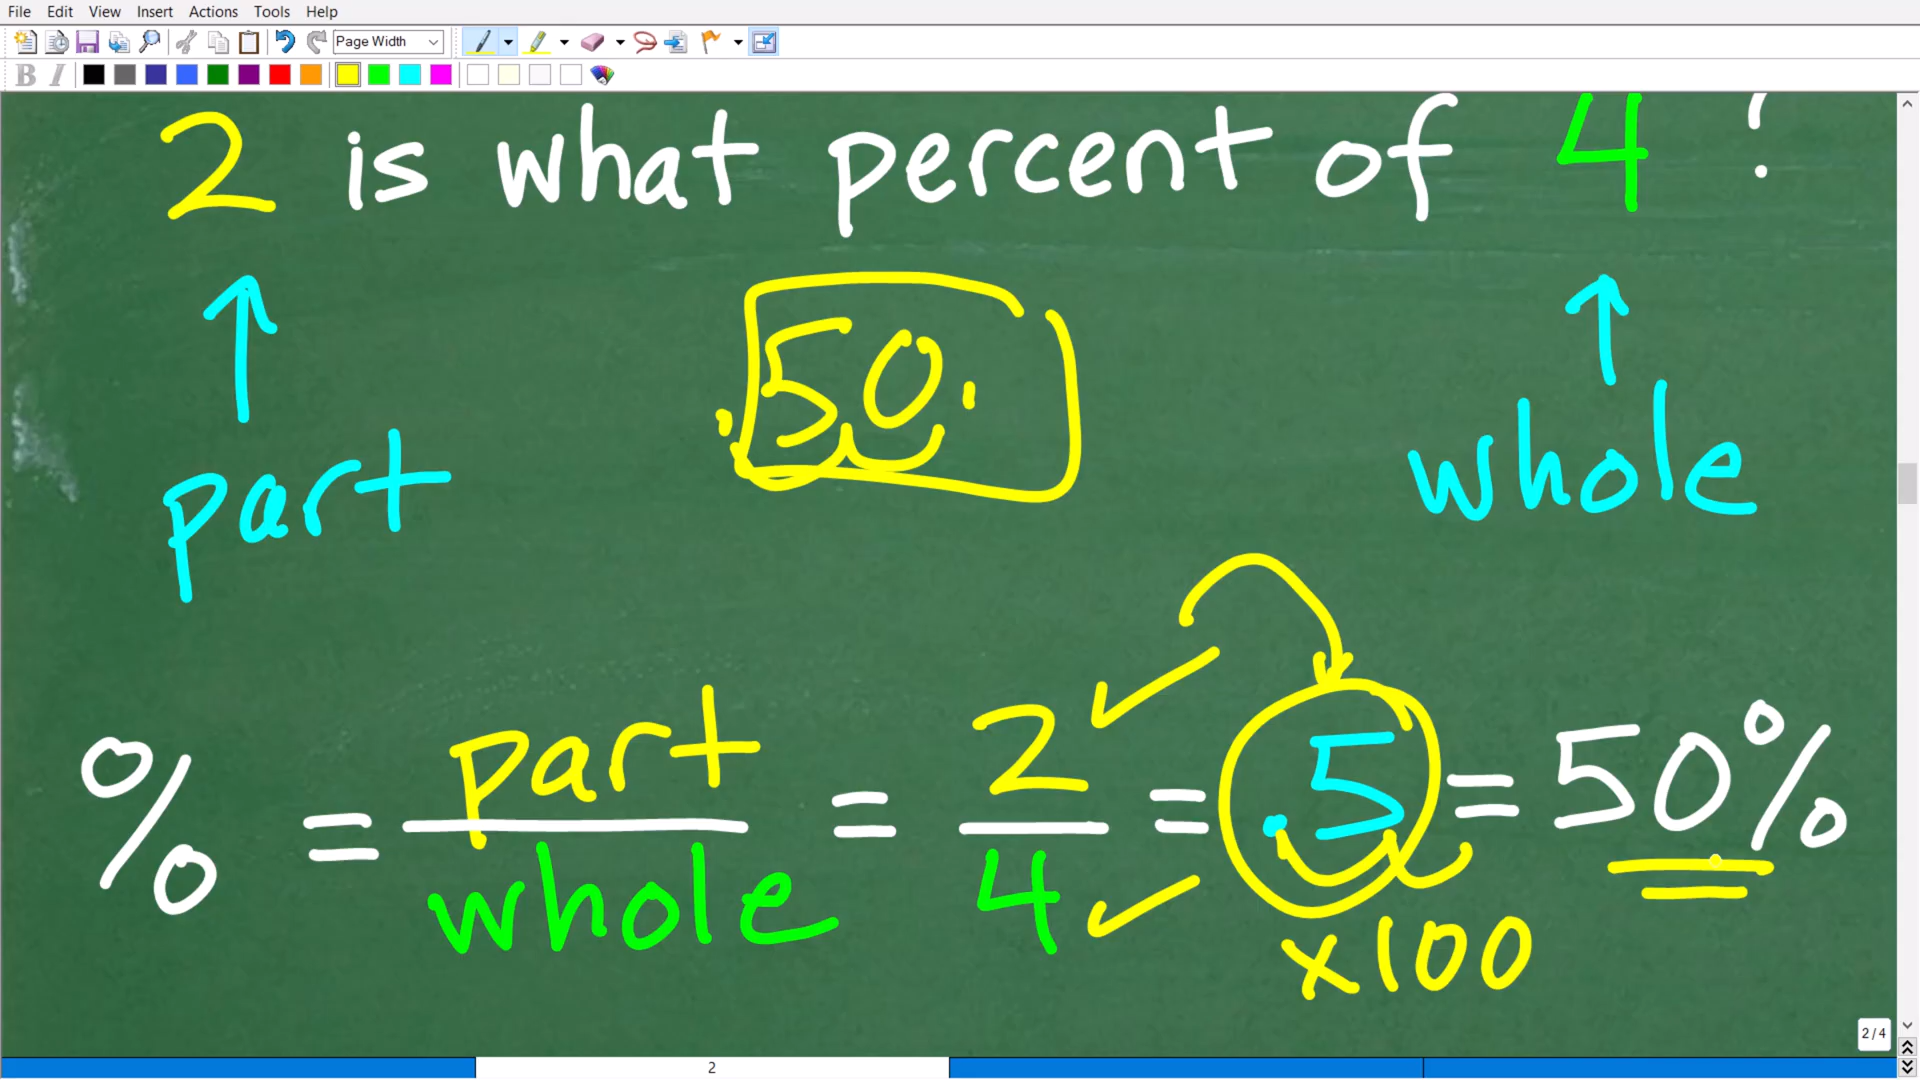 File Edit View Insert Actions Tools Help
Page Width
B I
2 is what percent of 4 ?
.50.
part
whole
% = part/whole = 2/4 = .5 = 50%
x100
2/4
2